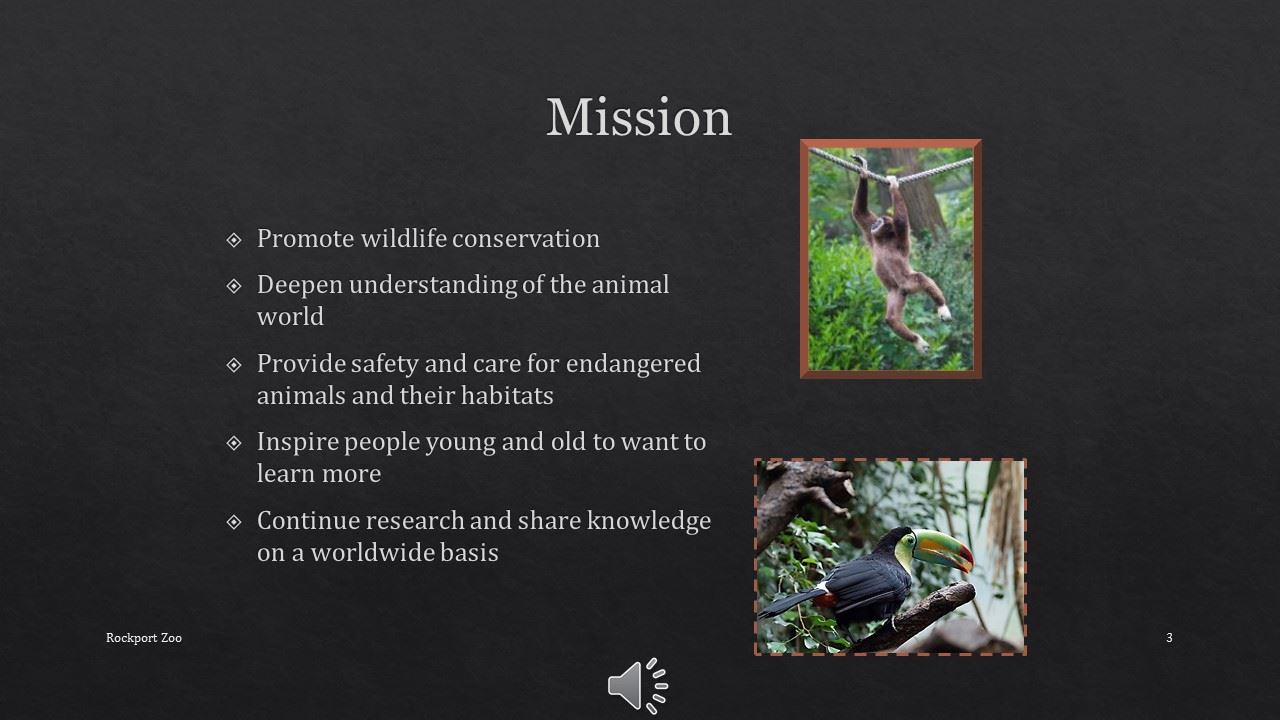 Mission
Promote wildlife conservation
Deepen understanding of the animal
world
Provide safety and care for endangered
animals and their habitats
Inspire people young and old to want to
learn more
Continue research and share knowledge
on a worldwide basis
Rockport Zoo
3